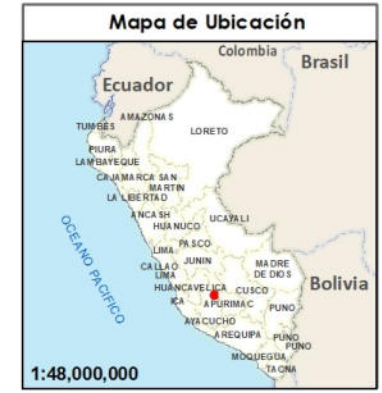 Mapa de Ubicación
Colombia
Brasil
Ecuador
AMAZONAS
TUMBES
LORETO
PIURA
LAMBAYEQUE
CAJAMARCA SAN
MARTIN
LA LIBERTAD
ANCASH
UCAYALI
HUANUCO
OCEANO PACIFICO
PASCO
LIMA
JUNIN
CALLAO
LIMA
MADRE
DE DIOS
Bolivia
HUANCAVELICA
CUSCO
ICA
APURIMAC
PUNO
AYACUCHO
AREQUIPA
PUNO
PUNO
MOQUEGUA
TACNA
1:48,000,000